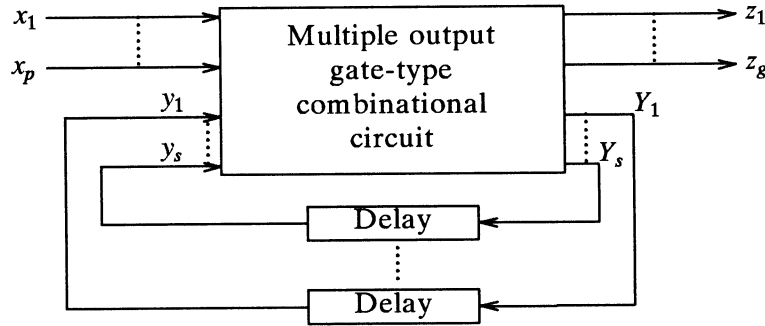 x1
xp
y1
ys
Multiple output
gate-type
combinational
circuit
z1
zg
Y1
Ys
Delay
Delay